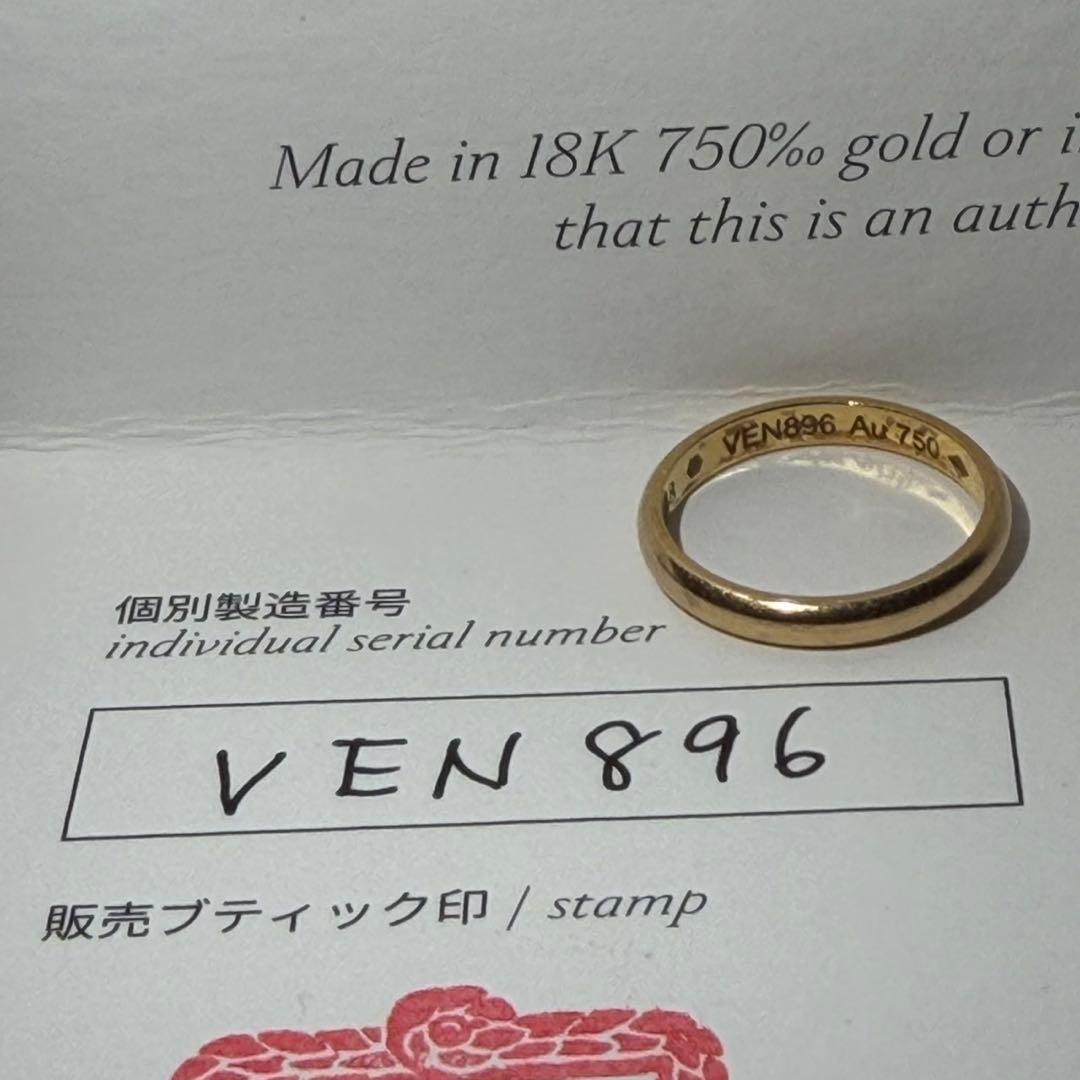 Made in 18K 750‰ gold or
that this is an auth
VEN896 Au 750
個別製造番号
individual serial number
VEN 896
販売ブティック印 / stamp